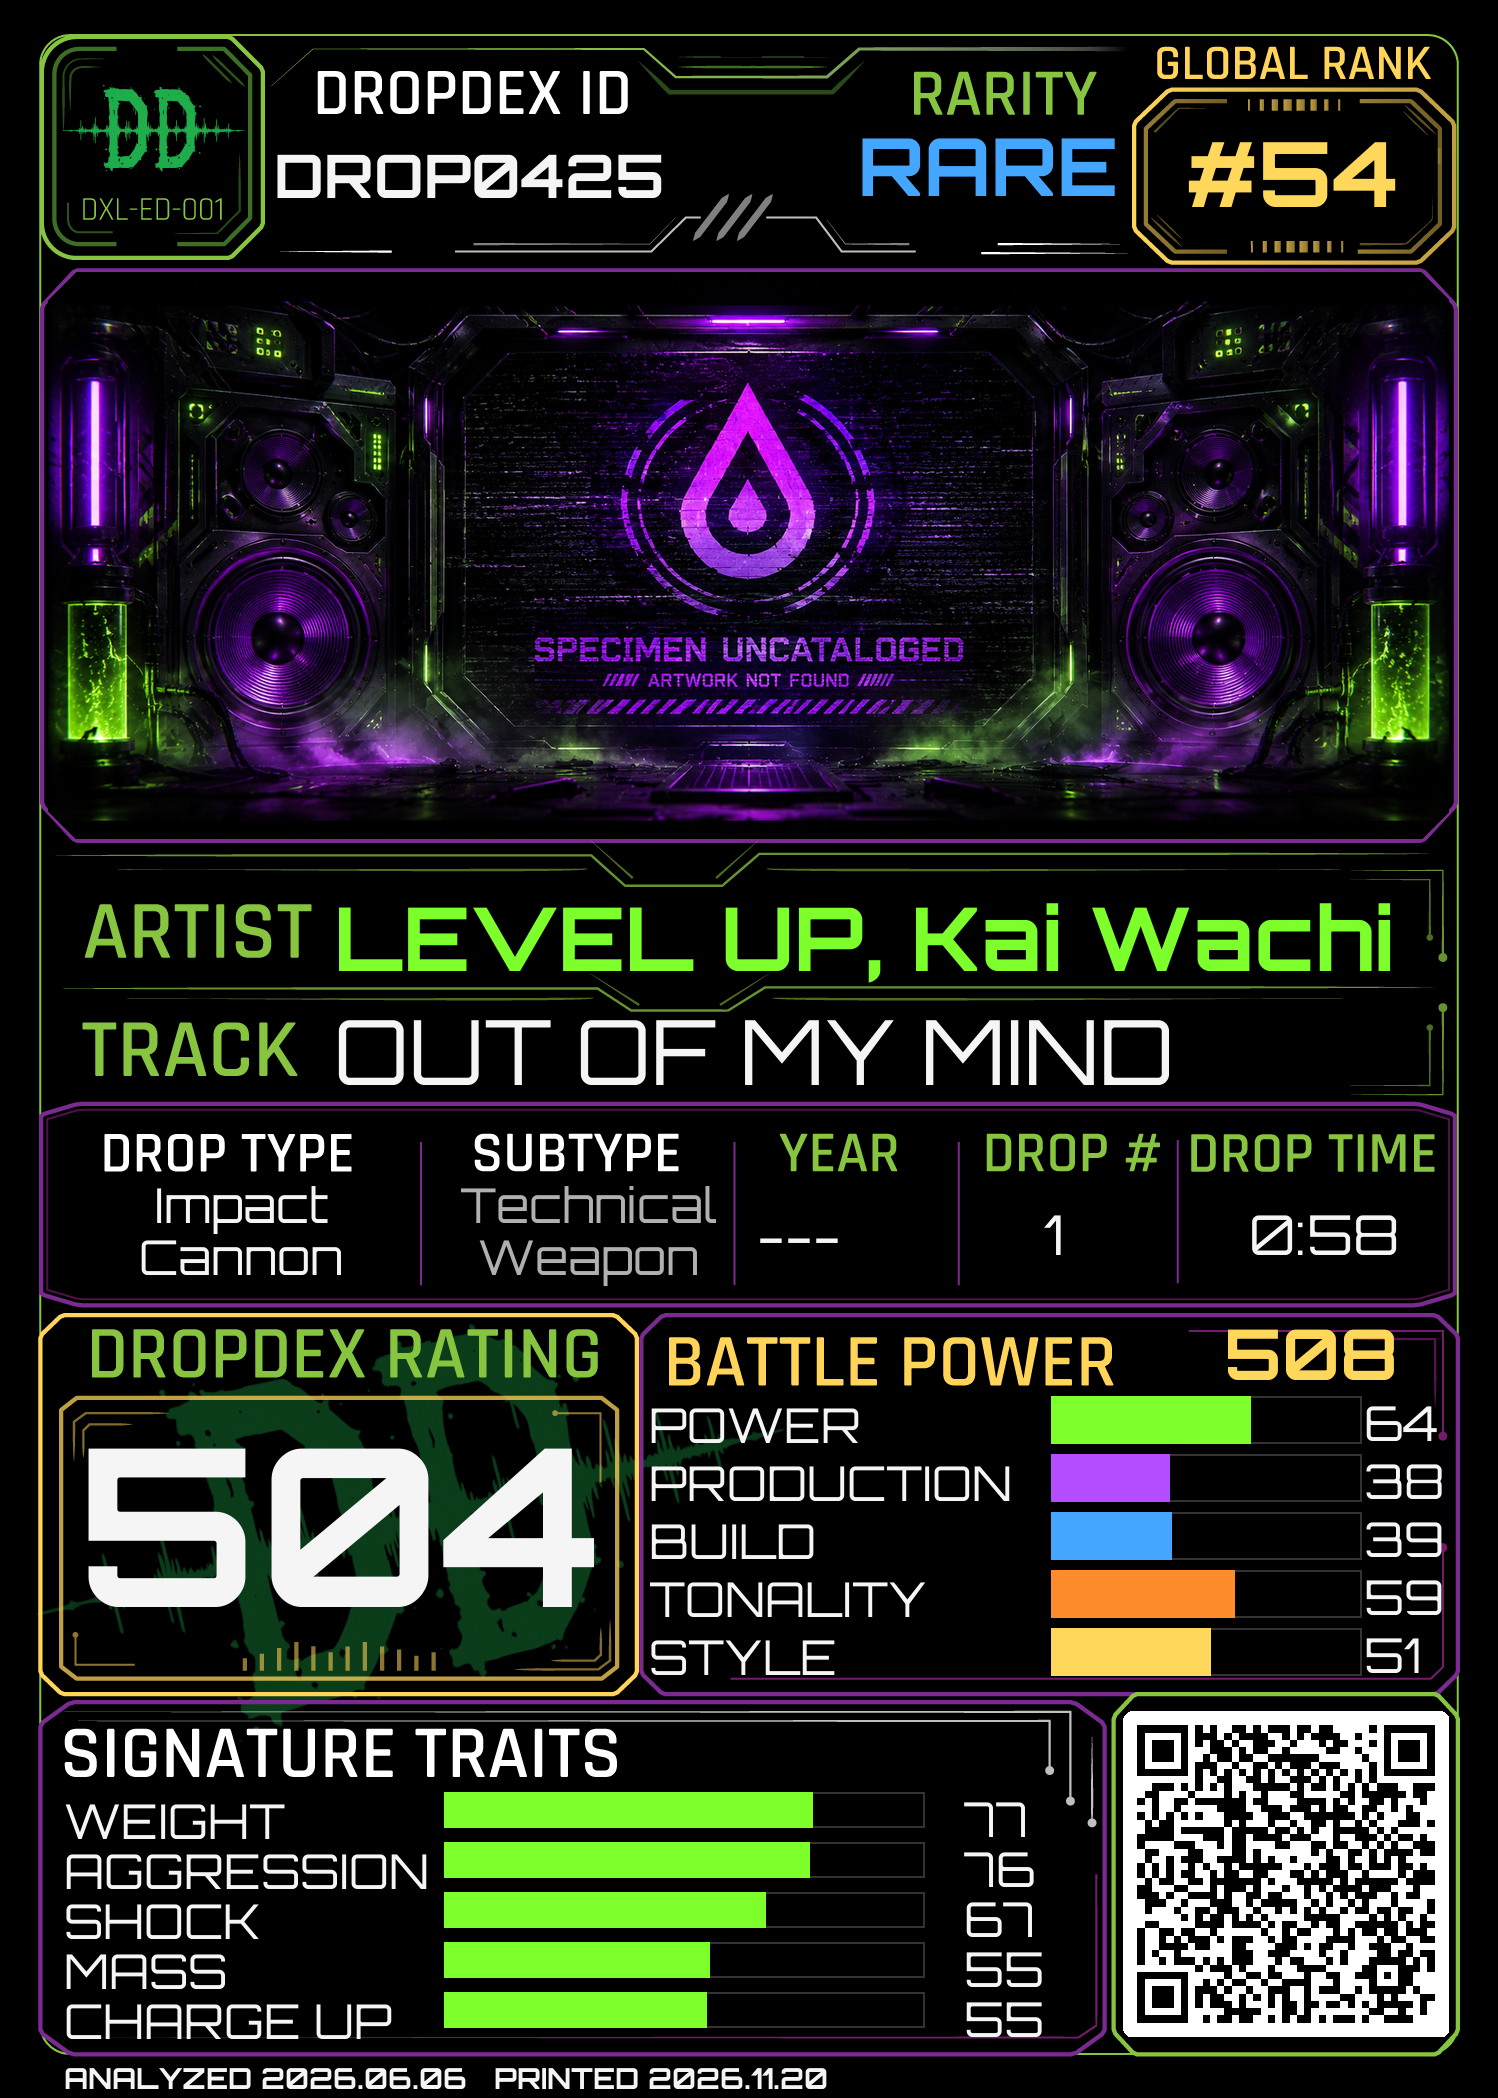 DD
DXL-ED-001
DROPDEX ID
DROP0425
RARITY
RARE
GLOBAL RANK
#54
SPECIMEN UNCATALOGED
///// ARTWORK NOT FOUND /////
ARTIST LEVEL UP, Kai Wachi
TRACK OUT OF MY MIND
DROP TYPE
Impact
Cannon
SUBTYPE
Technical
Weapon
YEAR
---
DROP #
1
DROP TIME
0:58
DROPDEX RATING
504
BATTLE POWER 508
POWER 64
PRODUCTION 38
BUILD 39
TONALITY 59
STYLE 51
SIGNATURE TRAITS
WEIGHT 77
AGGRESSION 76
SHOCK 67
MASS 55
CHARGE UP 55
ANALYZED 2026.06.06 PRINTED 2026.11.20